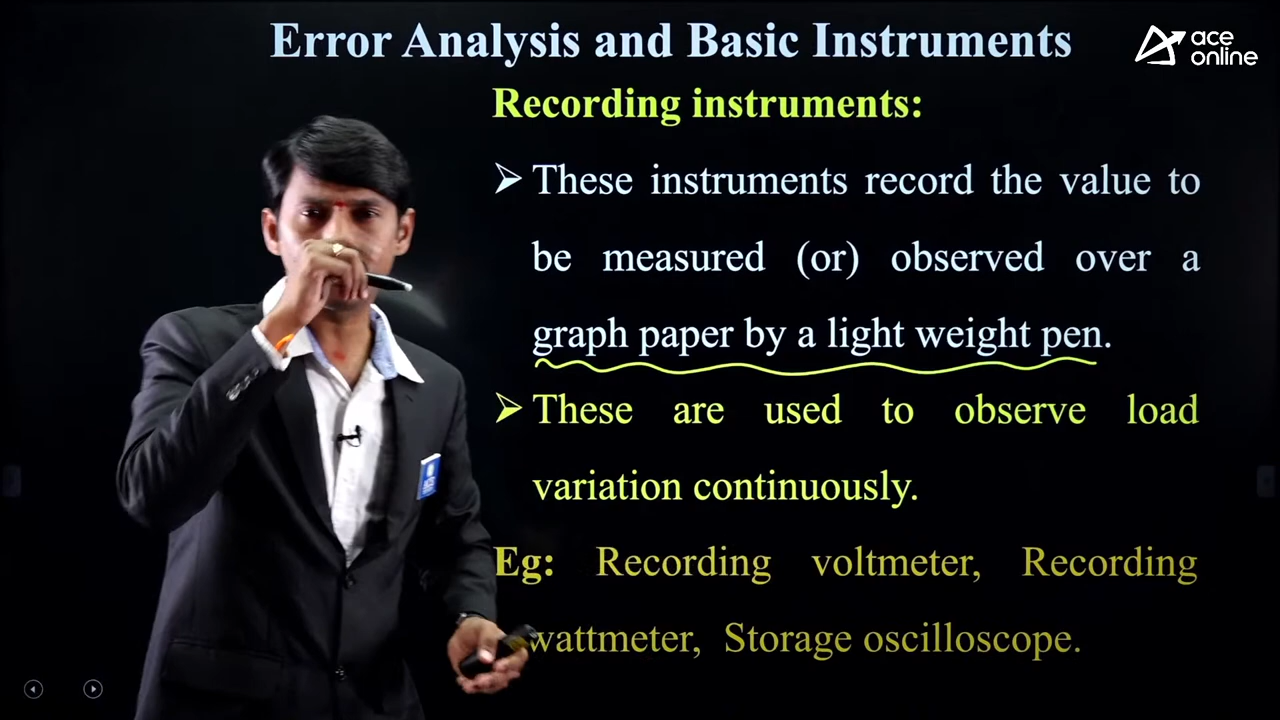 Error Analysis and Basic Instruments
ace
online
Recording instruments:
➢ These instruments record the value to
be measured (or) observed over a
graph paper by a light weight pen.
➢ These are used to observe load
variation continuously.
Eg: Recording voltmeter, Recording
wattmeter, Storage oscilloscope.